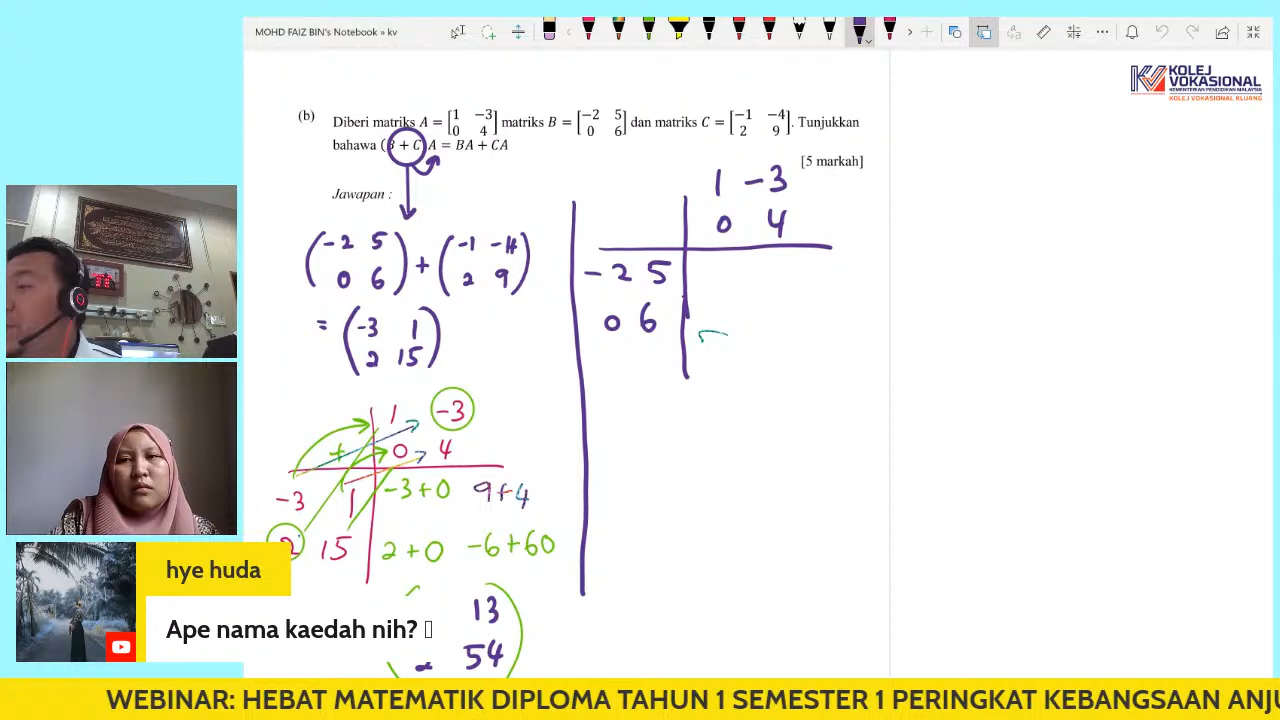 MOHD FAIZ BIN's Notebook » kv
KOLEJ
VOKASIONAL
KEMENTERIAN PENDIDIKAN MALAYSIA
KOLEJ VOKASIONAL KLUANG
(b) Diberi matriks A = [1 −3 matriks B = [−2 5 dan matriks C = [−1 −4 . Tunjukkan
0 4] 0 6] 2 9]
bahawa (B + C)A = BA + CA
[5 markah]
Jawapan :
1 -3
0 4
(-2 5 + (-1 -4
0 6) 2 9)
-2 5
0 6
= (-3 1
2 15)
1 -3
+ 0 4
-3 1 -3+0 9+4
2 15 2+0 -6+60
13
54
hye huda
Ape nama kaedah nih?
WEBINAR: HEBAT MATEMATIK DIPLOMA TAHUN 1 SEMESTER 1 PERINGKAT KEBANGSAAN ANJU